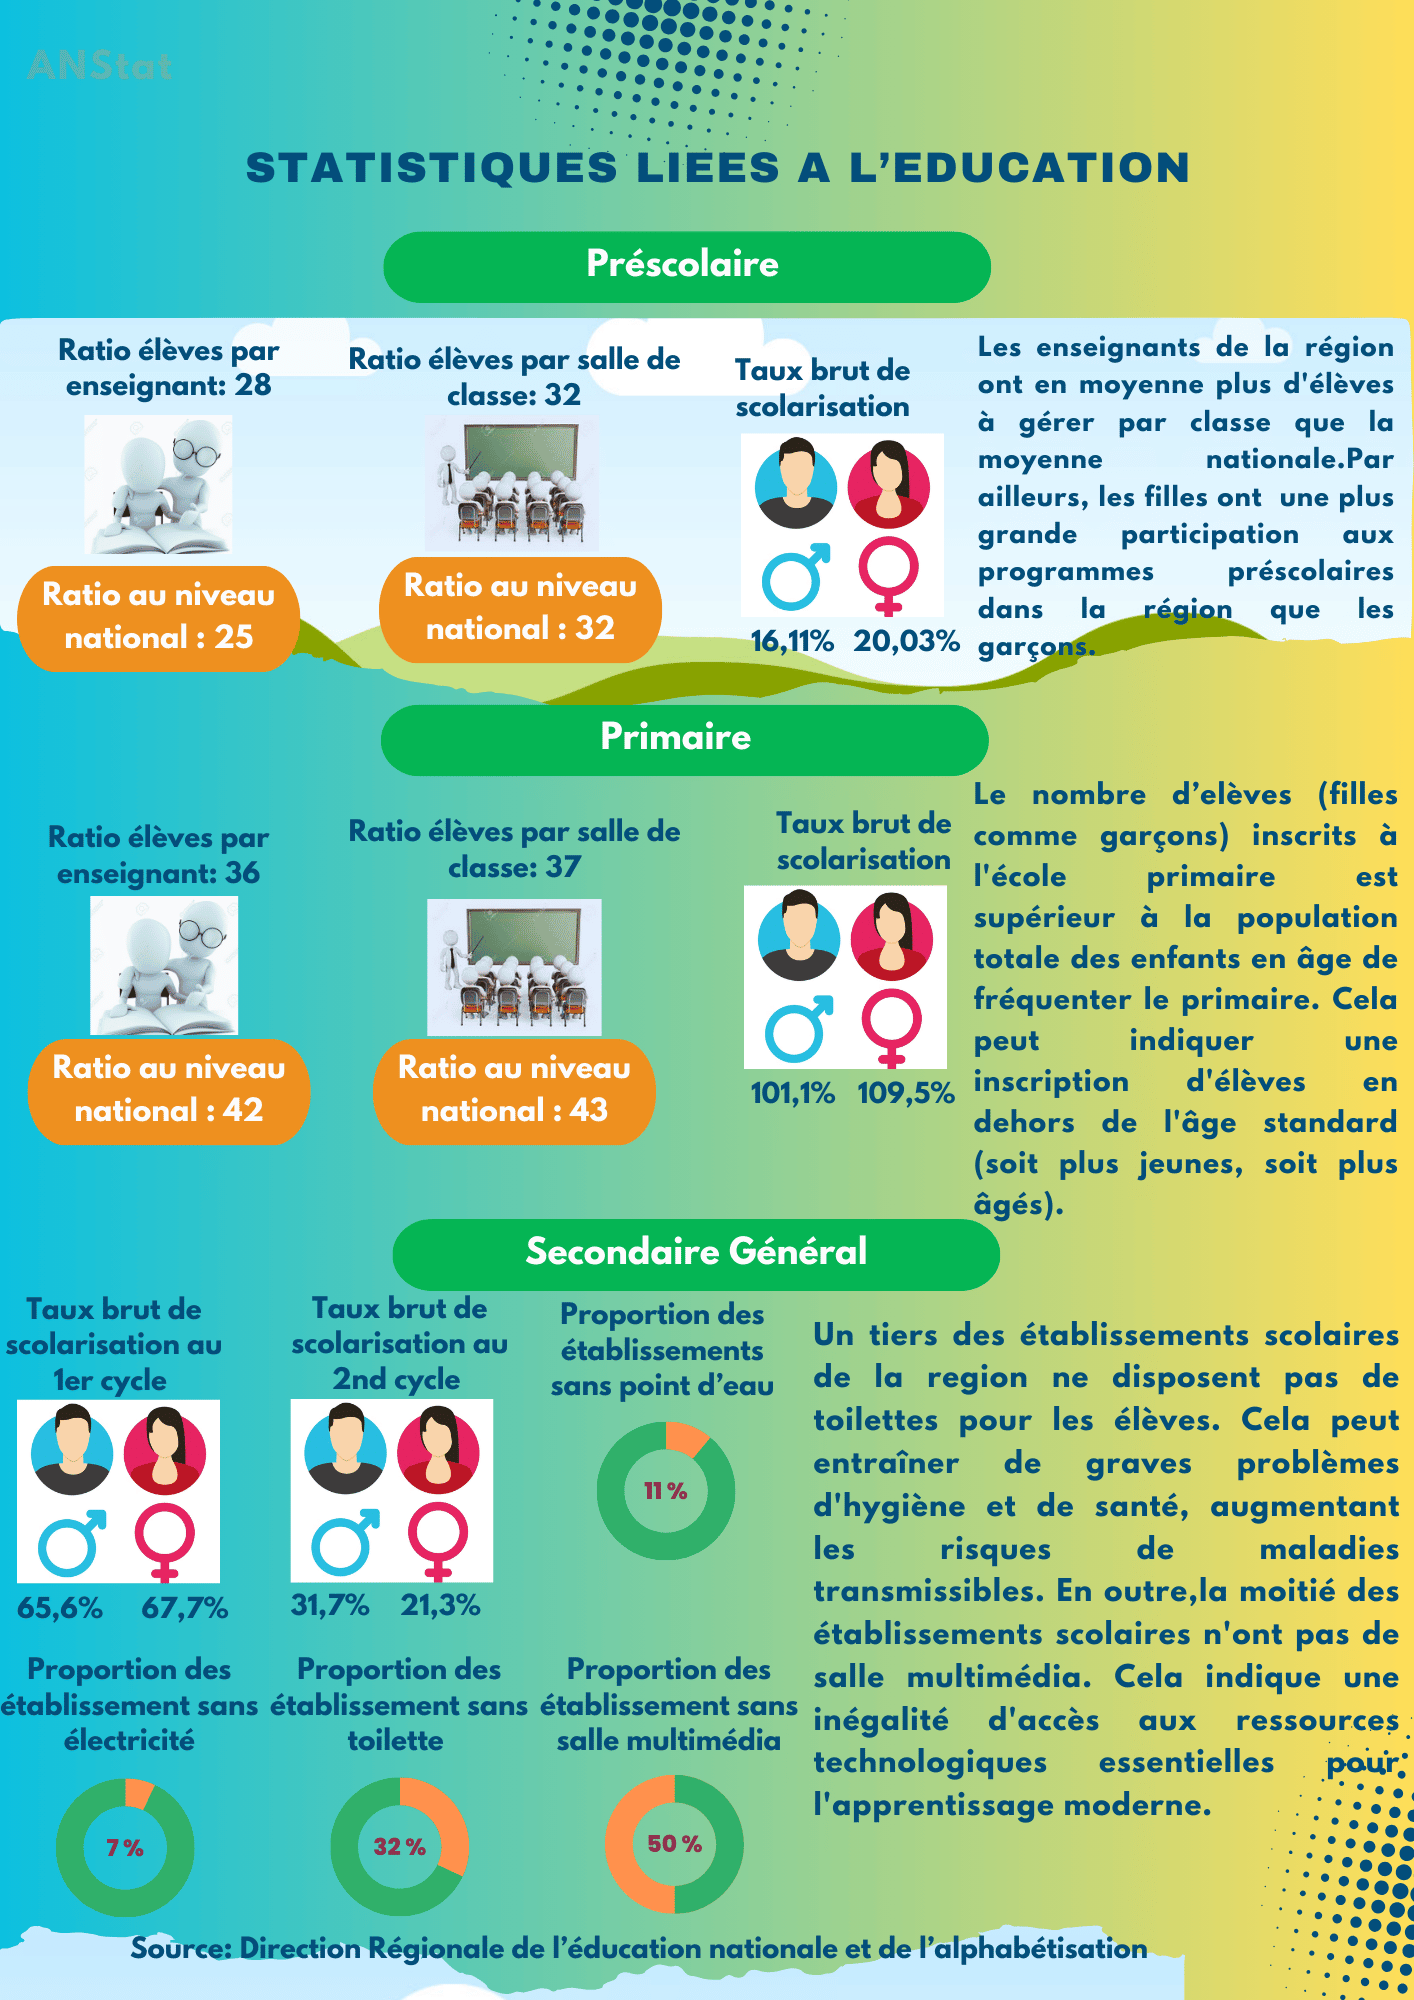 ANStat
STATISTIQUES LIEES A L’EDUCATION
Préscolaire
Ratio élèves par
enseignant: 28
Ratio au niveau
national : 25
Ratio élèves par salle de
classe: 32
Ratio au niveau
national : 32
Taux brut de
scolarisation
16,11% 20,03%
Les enseignants de la région
ont en moyenne plus d'élèves
à gérer par classe que la
moyenne nationale.Par
ailleurs, les filles ont une plus
grande participation aux
programmes préscolaires
dans la région que les
garçons.
Primaire
Ratio élèves par
enseignant: 36
Ratio au niveau
national : 42
Ratio élèves par salle de
classe: 37
Ratio au niveau
national : 43
Taux brut de
scolarisation
101,1% 109,5%
Le nombre d’elèves (filles
comme garçons) inscrits à
l'école primaire est
supérieur à la population
totale des enfants en âge de
fréquenter le primaire. Cela
peut indiquer une
inscription d'élèves en
dehors de l'âge standard
(soit plus jeunes, soit plus
âgés).
Secondaire Général
Taux brut de
scolarisation au
1er cycle
65,6% 67,7%
Taux brut de
scolarisation au
2nd cycle
31,7% 21,3%
Proportion des
établissements
sans point d’eau
11 %
Proportion des
établissement sans
électricité
7 %
Proportion des
établissement sans
toilette
32 %
Proportion des
établissement sans
salle multimédia
50 %
Un tiers des établissements scolaires
de la region ne disposent pas de
toilettes pour les élèves. Cela peut
entraîner de graves problèmes
d'hygiène et de santé, augmentant
les risques de maladies
transmissibles. En outre,la moitié des
établissements scolaires n'ont pas de
salle multimédia. Cela indique une
inégalité d'accès aux ressources
technologiques essentielles pour
l'apprentissage moderne.
Source: Direction Régionale de l’éducation nationale et de l’alphabétisation